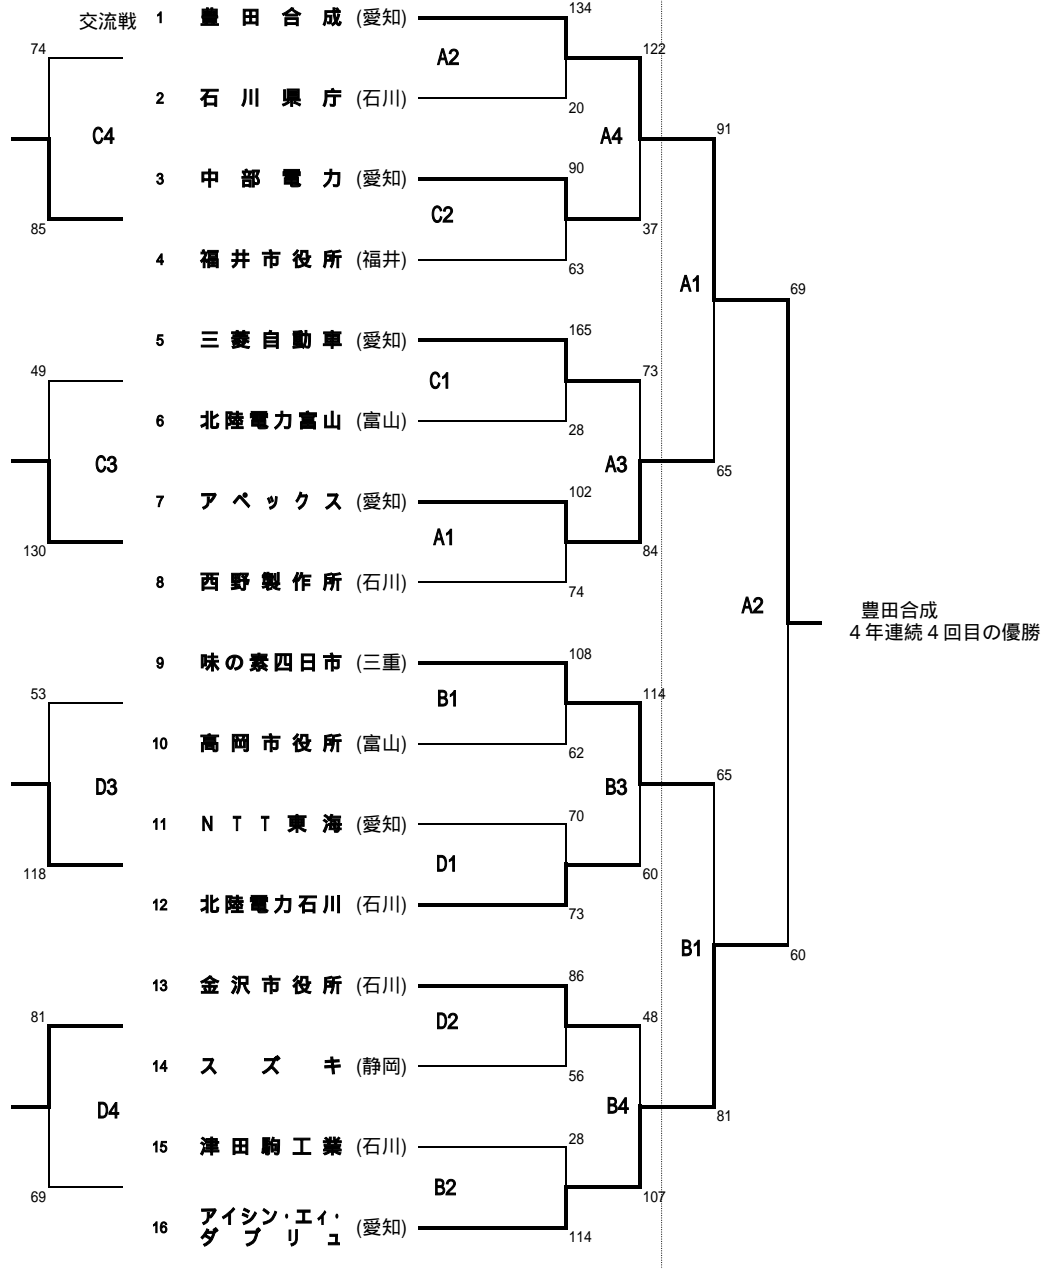 交流戦 1 豊田合成 (愛知) 134
74 A2 122
2 石川県庁 (石川) 20
C4 A4 91
3 中部電力 (愛知) 90
C2
85 37
4 福井市役所 (福井) 63
A1 69
5 三菱自動車 (愛知) 165
49 C1 73
6 北陸電力富山 (富山) 28
C3 A3 65
7 アペックス (愛知) 102
A1
130 84
8 西野製作所 (石川) 74
A2 豊田合成
4年連続4回目の優勝
9 味の素四日市 (三重) 108
53 B1 114
10 高岡市役所 (富山) 62
D3 B3 65
11 NTT東海 (愛知) 70
D1
118 60
12 北陸電力石川 (石川) 73
B1 60
13 金沢市役所 (石川) 86
81 D2 48
14 スズキ (静岡) 56
D4 B4 81
15 津田駒工業 (石川) 28
B2
69 107
16 アイシン・エィ・ (愛知) 114
ダブリュ